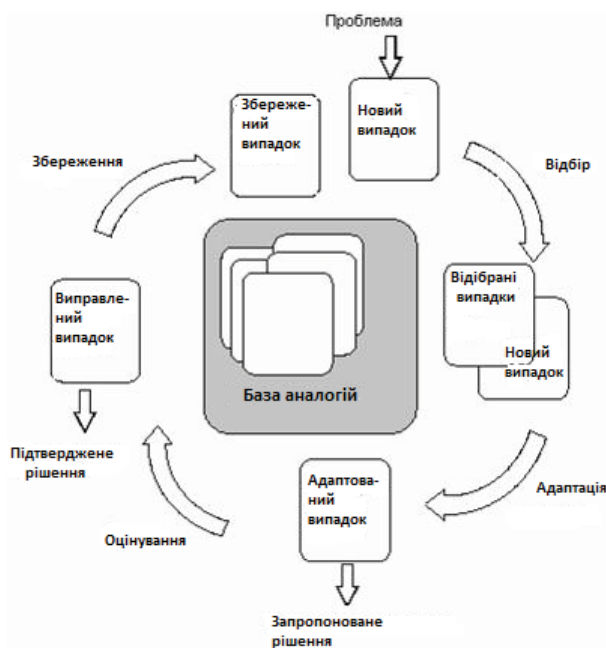 Проблема
Збереже-
ний
випадок
Новий
випадок
Збереження
Відбір
Відібрані
випадки
Новий
випадок
Виправле-
ний
випадок
База аналогій
Підтверджене
рішення
Адаптова-
ний
випадок
Адаптація
Оцінування
Запропоноване
рішення